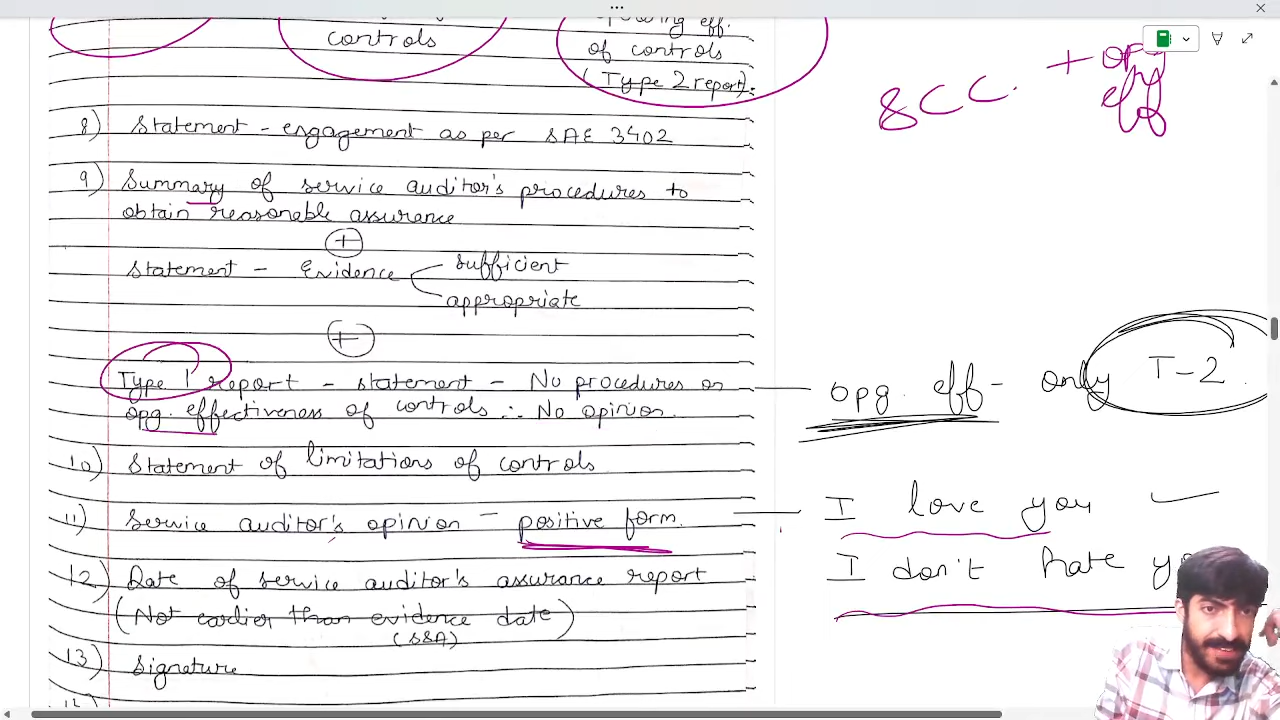 controls
eff.
of controls
(Type 2 report).
8) Statement - engagement as per SAE 3402
9) Summary of service auditor's procedures to
obtain reasonable assurance
+
Statement - Evidence
sufficient
appropriate
+
Type 1 report - statement - No procedures on
opg. effectiveness of controls ∴ No opinion.
10) Statement of limitations of controls
11) Service auditor's opinion - positive form.
12) Date of service auditor's assurance report
(Not earlier than evidence date)
(SSA)
13) Signature
SCC. + opg
eff
opg. eff - only T-2.
I love you
I don't hate